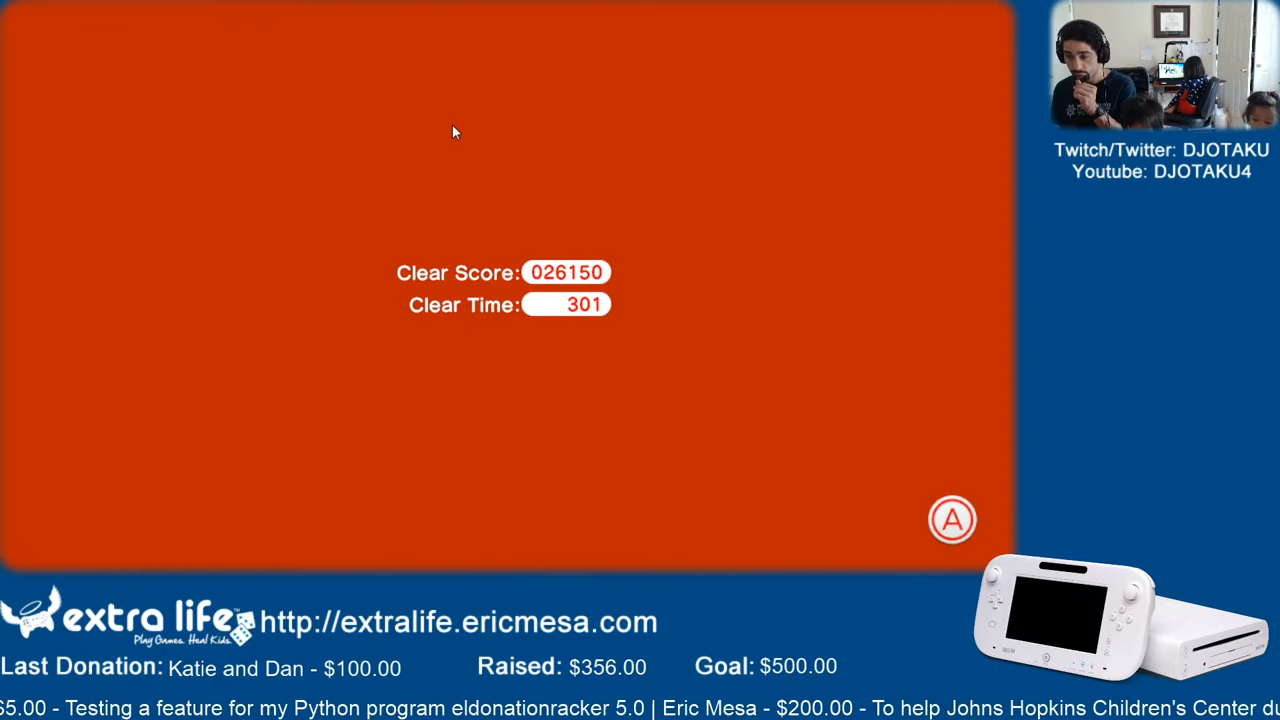 Twitch/Twitter: DJOTAKU
Youtube: DJOTAKU4
Clear Score: 026150
Clear Time: 301
A
extra life
Play Games. Heal Kids.
http://extralife.ericmesa.com
Last Donation: Katie and Dan - $100.00 Raised: $356.00 Goal: $500.00
$5.00 - Testing a feature for my Python program eldonationracker 5.0 | Eric Mesa - $200.00 - To help Johns Hopkins Children's Center du